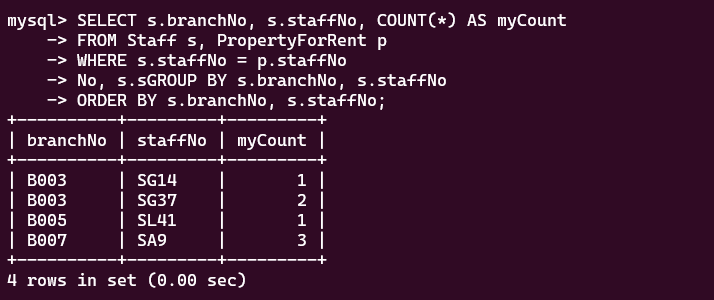 mysql> SELECT s.branchNo, s.staffNo, COUNT(*) AS myCount
    -> FROM Staff s, PropertyForRent p
    -> WHERE s.staffNo = p.staffNo
    -> No, s.sGROUP BY s.branchNo, s.staffNo
    -> ORDER BY s.branchNo, s.staffNo;
+----------+---------+---------+
| branchNo | staffNo | myCount |
+----------+---------+---------+
| B003     | SG14    |       1 |
| B003     | SG37    |       2 |
| B005     | SL41    |       1 |
| B007     | SA9     |       3 |
+----------+---------+---------+
4 rows in set (0.00 sec)